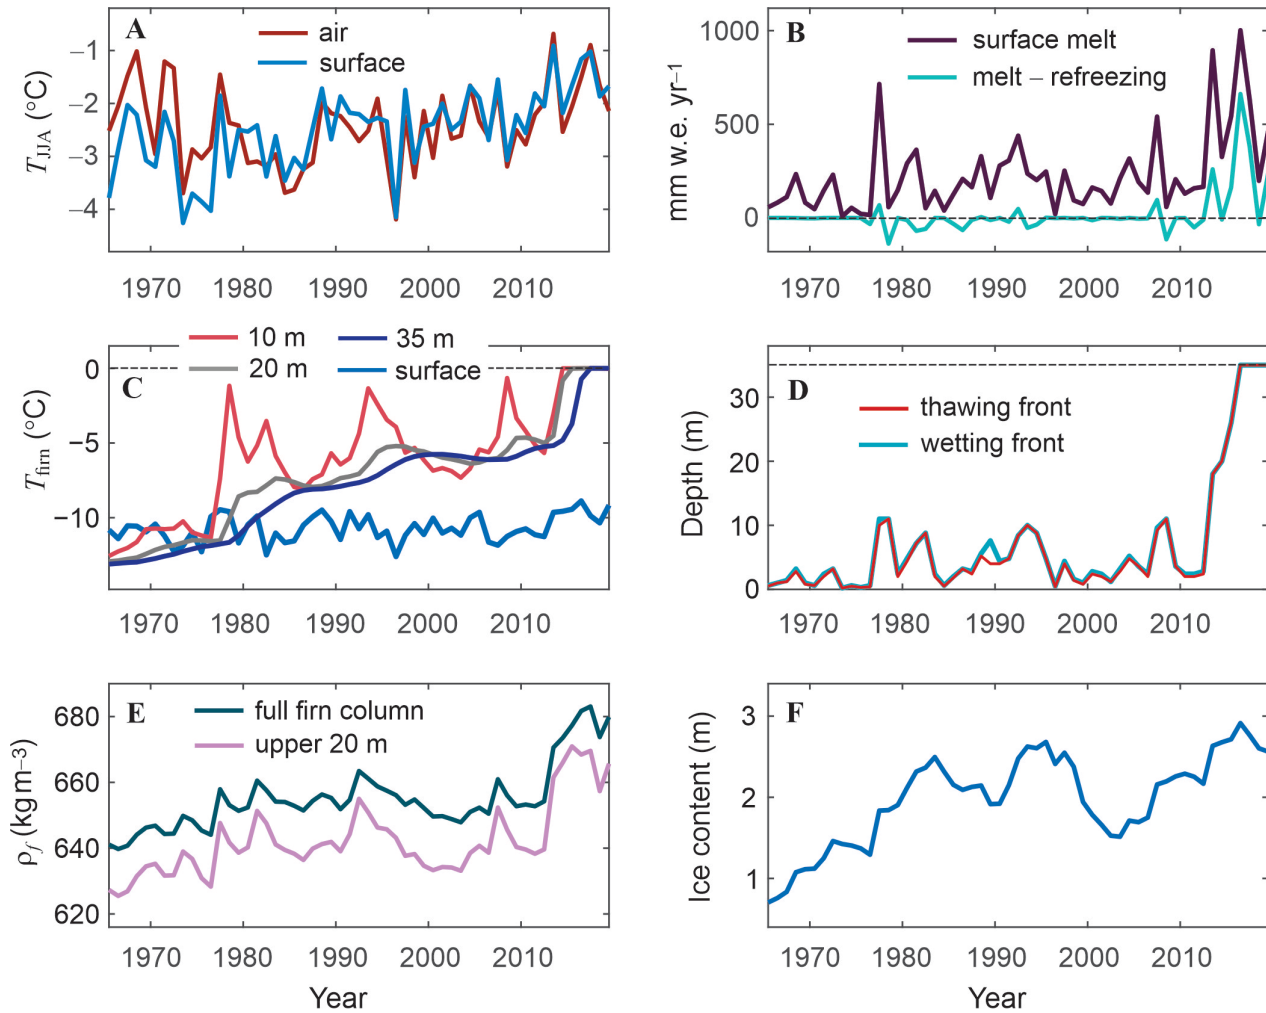 A
air
surface
−1
−2
−3
−4
T_JJA (°C)
1970 1980 1990 2000 2010
B
surface melt
melt – refreezing
1000
500
0
mm w.e. yr⁻¹
1970 1980 1990 2000 2010
10 m
35 m
20 m
surface
C
0
−5
−10
T_firn (°C)
1970 1980 1990 2000 2010
D
thawing front
wetting front
30
20
10
0
Depth (m)
1970 1980 1990 2000 2010
E
full firn column
upper 20 m
680
660
640
620
ρ_f (kgm⁻³)
1970 1980 1990 2000 2010
Year
F
3
2
1
Ice content (m)
1970 1980 1990 2000 2010
Year